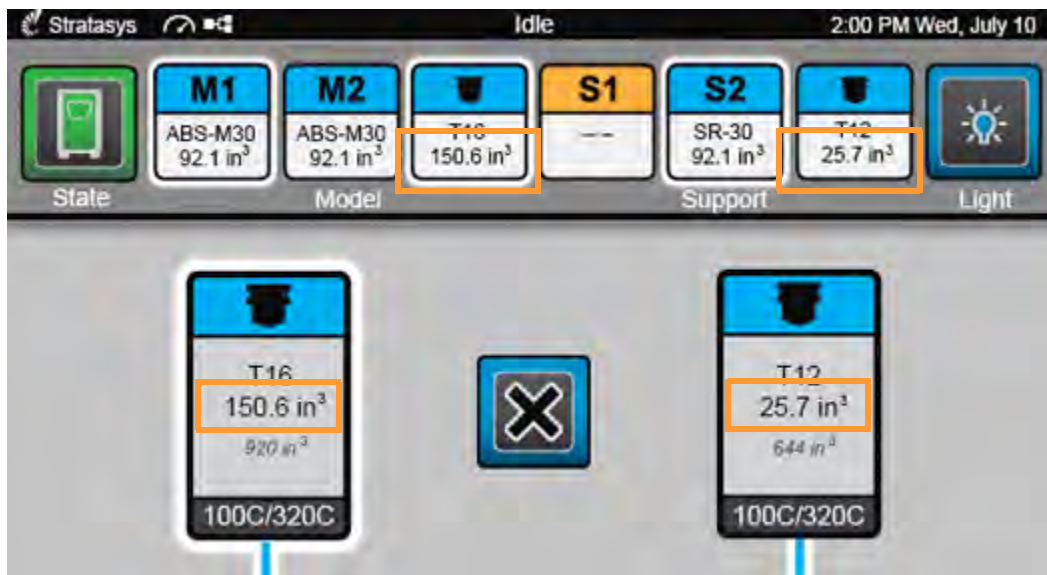 Stratasys Idle 2:00 PM Wed, July 10
M1 M2 S1 S2
ABS-M30 ABS-M30 T16 -- SR-30 T12
92.1 in³ 92.1 in³ 150.6 in³ 92.1 in³ 25.7 in³
State Model Support Light
T16 T12
150.6 in³ 25.7 in³
920 in³ 644 in³
100C/320C 100C/320C